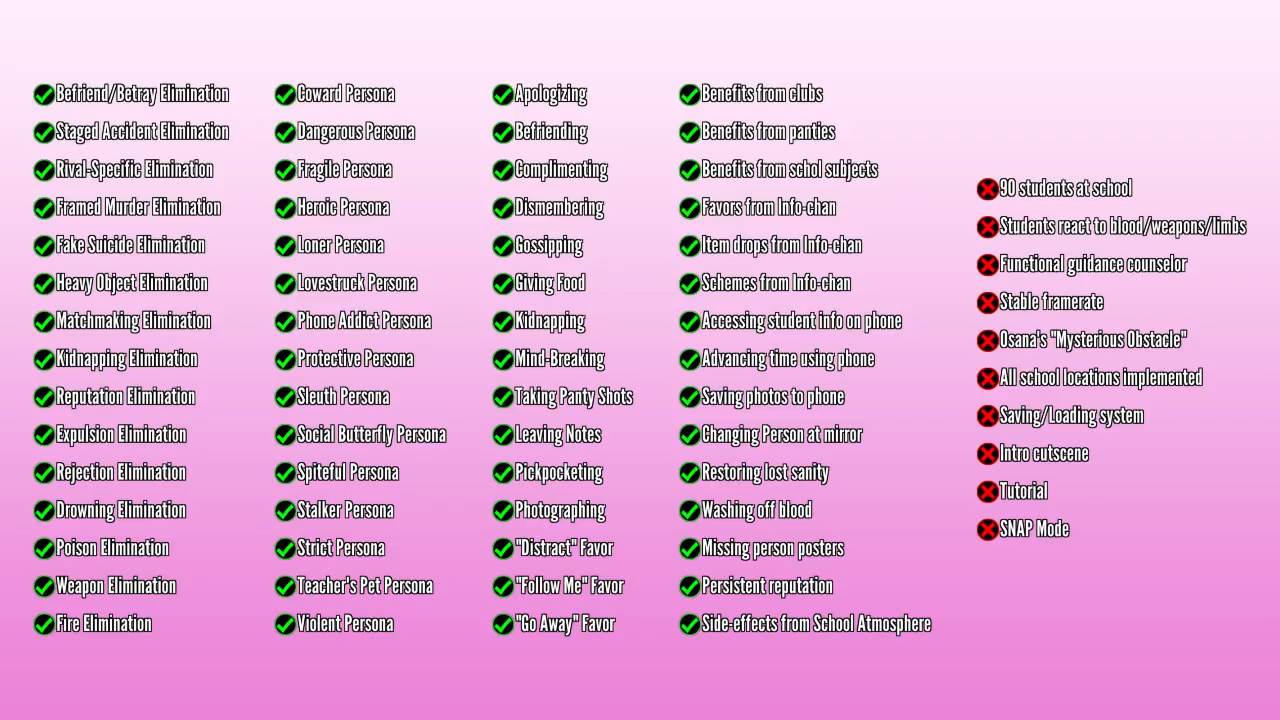 Befriend/Betray Elimination
Staged Accident Elimination
Rival-Specific Elimination
Framed Murder Elimination
Fake Suicide Elimination
Heavy Object Elimination
Matchmaking Elimination
Kidnapping Elimination
Reputation Elimination
Expulsion Elimination
Rejection Elimination
Drowning Elimination
Poison Elimination
Weapon Elimination
Fire Elimination
Coward Persona
Dangerous Persona
Fragile Persona
Heroic Persona
Loner Persona
Lovestruck Persona
Phone Addict Persona
Protective Persona
Sleuth Persona
Social Butterfly Persona
Spiteful Persona
Stalker Persona
Strict Persona
Teacher's Pet Persona
Violent Persona
Apologizing
Befriending
Complimenting
Dismembering
Gossipping
Giving Food
Kidnapping
Mind-Breaking
Taking Panty Shots
Leaving Notes
Pickpocketing
Photographing
"Distract" Favor
"Follow Me" Favor
"Go Away" Favor
Benefits from clubs
Benefits from panties
Benefits from schol subjects
Favors from Info-chan
Item drops from Info-chan
Schemes from Info-chan
Accessing student info on phone
Advancing time using phone
Saving photos to phone
Changing Person at mirror
Restoring lost sanity
Washing off blood
Missing person posters
Persistent reputation
Side-effects from School Atmosphere
90 students at school
Students react to blood/weapons/limbs
Functional guidance counselor
Stable framerate
Osana's "Mysterious Obstacle"
All school locations implemented
Saving/Loading system
Intro cutscene
Tutorial
SNAP Mode